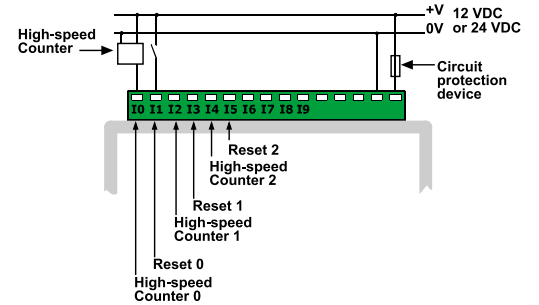 +V 12 VDC
0V or 24 VDC
High-speed
Counter
Circuit
protection
device
I0 I1 I2 I3 I4 I5 I6 I7 I8 I9
Reset 2
High-speed
Counter 2
Reset 1
High-speed
Counter 1
Reset 0
High-speed
Counter 0